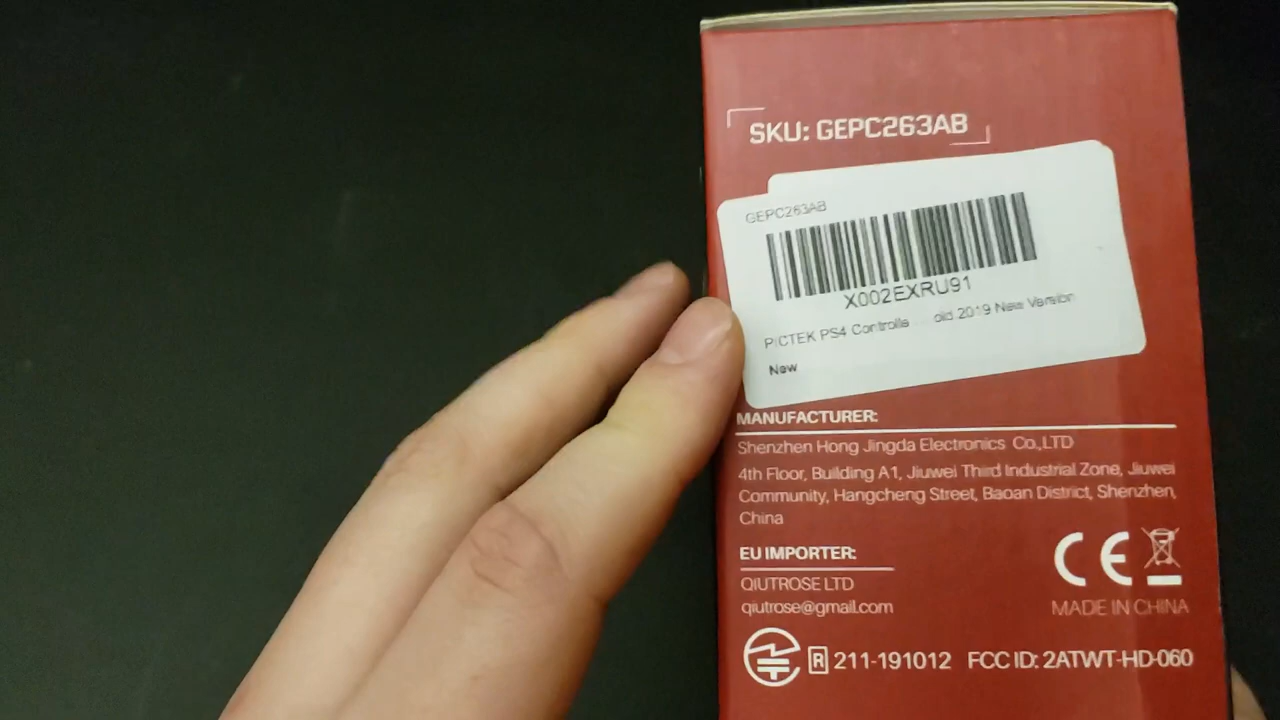 SKU: GEPC263AB
GEPC263AB
X002EXRU91
PICTEK PS4 Controlle ... oid 2019 New Version
New
MANUFACTURER:
Shenzhen Hong Jingda Electronics Co.,LTD
4th Floor, Building A1, Jiuwei Third Industrial Zone, Jiuwei
Community, Hangcheng Street, Baoan District, Shenzhen,
China
EU IMPORTER:
QIUTROSE LTD
qiutrose@gmail.com
CE
MADE IN CHINA
R 211-191012 FCC ID: 2ATWT-HD-060